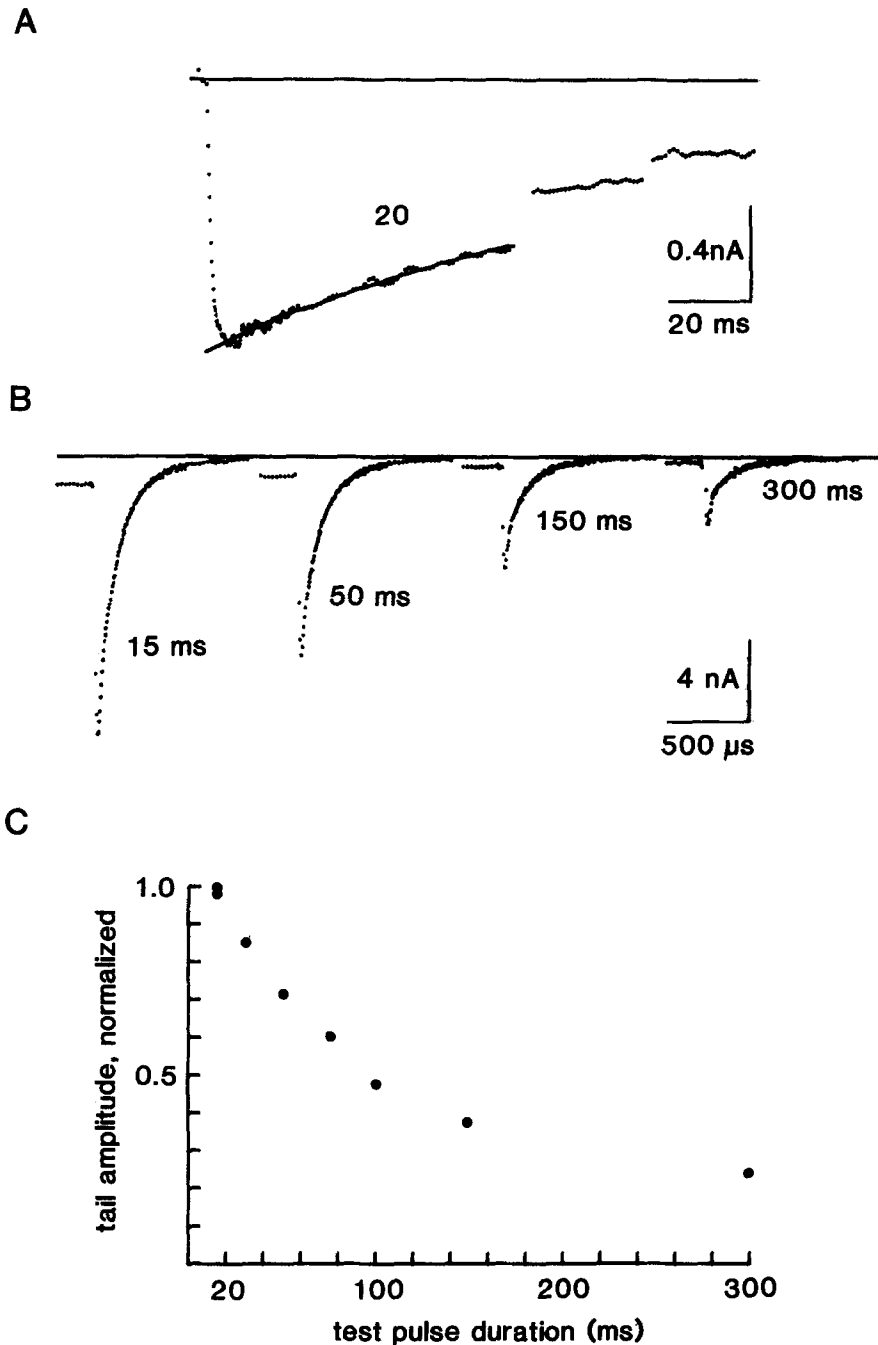 A
20
0.4nA
20 ms
B
15 ms
50 ms
150 ms
300 ms
4 nA
500 µs
C
tail amplitude, normalized
1.0
0.5
20
100
200
300
test pulse duration (ms)